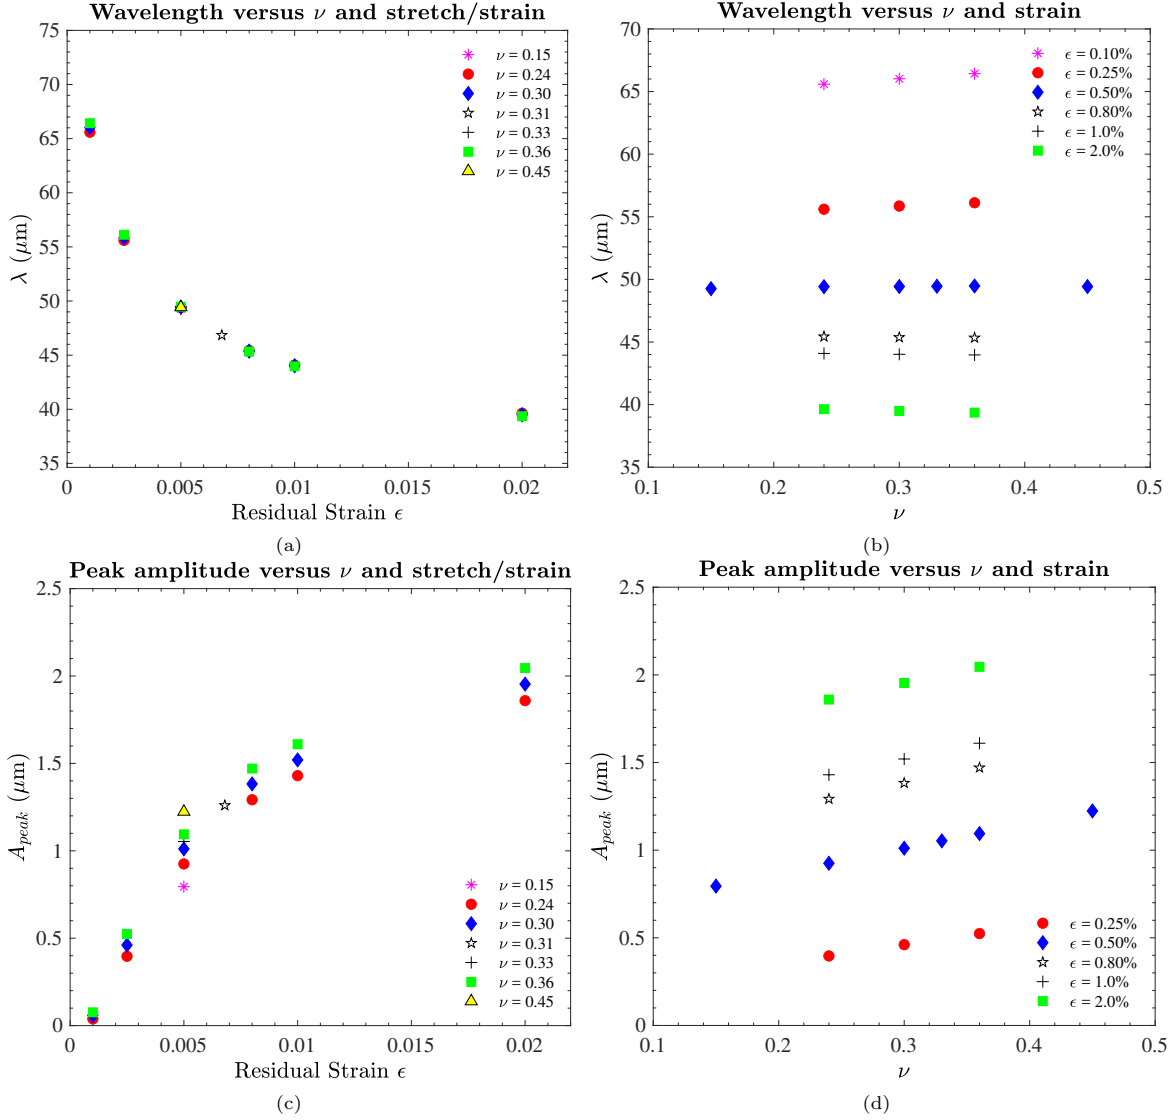 Wavelength versus ν and stretch/strain
75
70
65
60
55
50
45
40
35
λ (μm)
ν = 0.15
ν = 0.24
ν = 0.30
ν = 0.31
ν = 0.33
ν = 0.36
ν = 0.45
0 0.005 0.01 0.015 0.02
Residual Strain ϵ
(a)
Wavelength versus ν and strain
70
65
60
55
50
45
40
35
λ (μm)
ϵ = 0.10%
ϵ = 0.25%
ϵ = 0.50%
ϵ = 0.80%
ϵ = 1.0%
ϵ = 2.0%
0.1 0.2 0.3 0.4 0.5
ν
(b)
Peak amplitude versus ν and stretch/strain
2.5
2
1.5
1
0.5
0
A_peak (μm)
ν = 0.15
ν = 0.24
ν = 0.30
ν = 0.31
ν = 0.33
ν = 0.36
ν = 0.45
0 0.005 0.01 0.015 0.02
Residual Strain ϵ
(c)
Peak amplitude versus ν and strain
2.5
2
1.5
1
0.5
0
A_peak (μm)
ϵ = 0.25%
ϵ = 0.50%
ϵ = 0.80%
ϵ = 1.0%
ϵ = 2.0%
0.1 0.2 0.3 0.4 0.5
ν
(d)